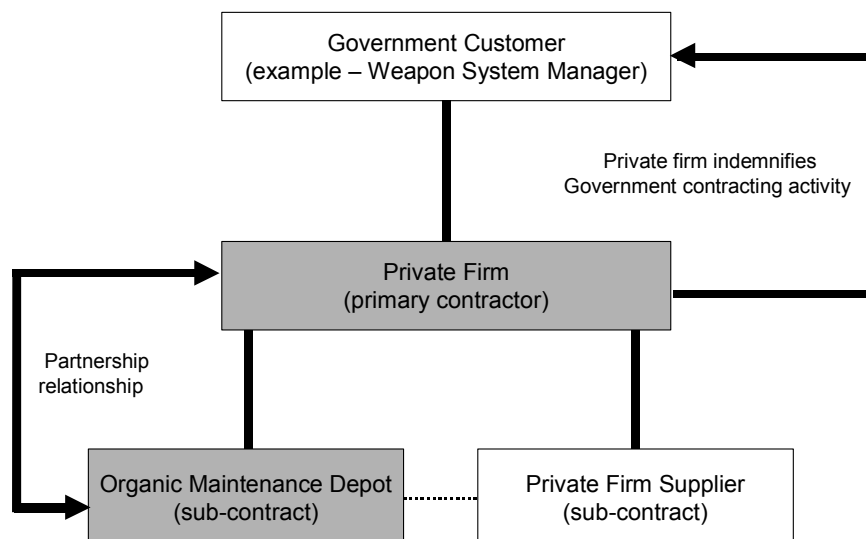 Government Customer
(example – Weapon System Manager)
Private firm indemnifies
Government contracting activity
Private Firm
(primary contractor)
Partnership
relationship
Organic Maintenance Depot
(sub-contract)
Private Firm Supplier
(sub-contract)